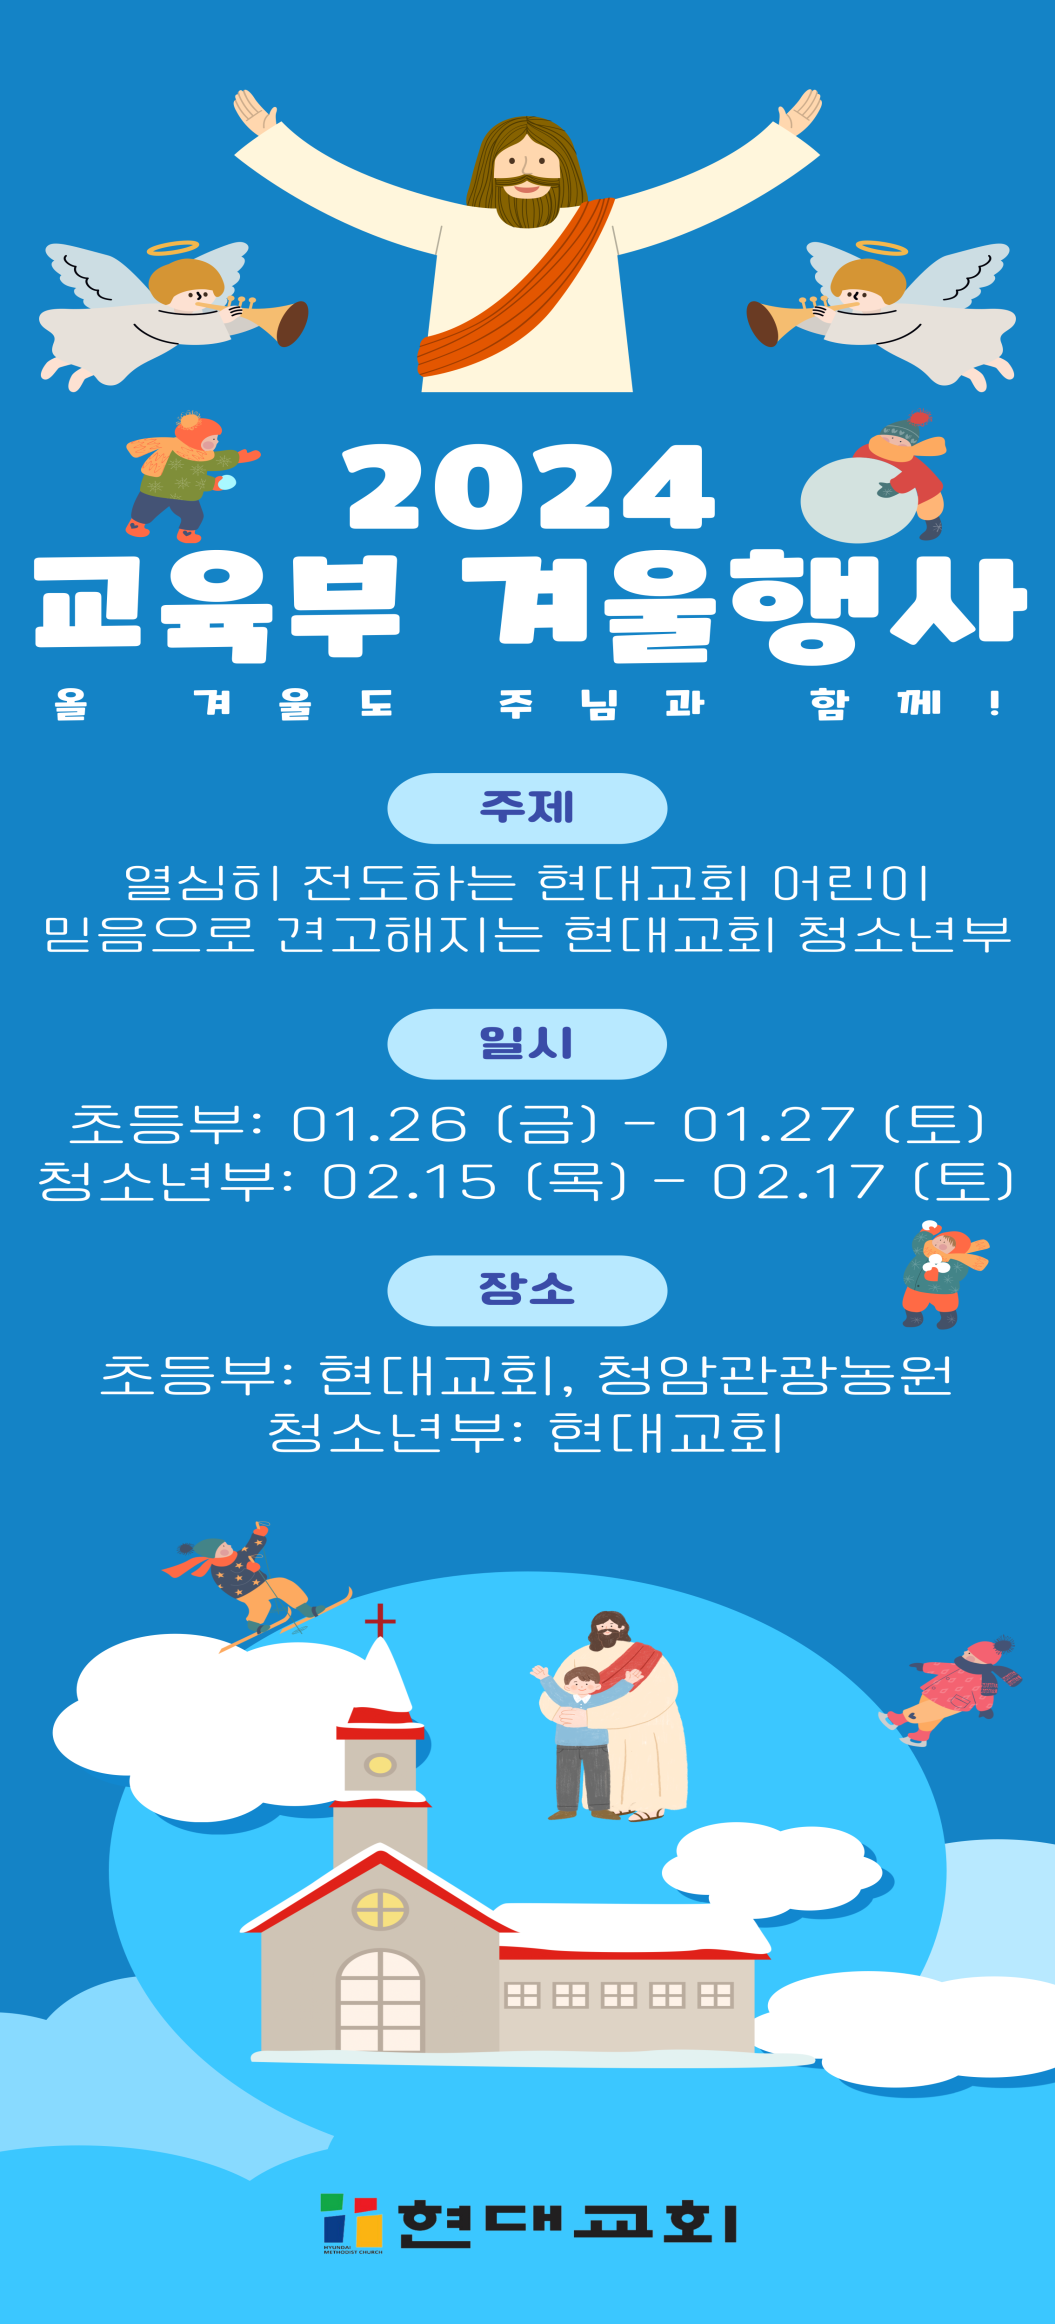 2024
교육부 겨울행사
올 겨울도 주님과 함께!
주제
열심히 전도하는 현대교회 어린이
믿음으로 견고해지는 현대교회 청소년부
일시
초등부: 01.26 (금) - 01.27 (토)
청소년부: 02.15 (목) - 02.17 (토)
장소
초등부: 현대교회, 청암관광농원
청소년부: 현대교회
현대교회
HYUNDAI
METHODIST CHURCH